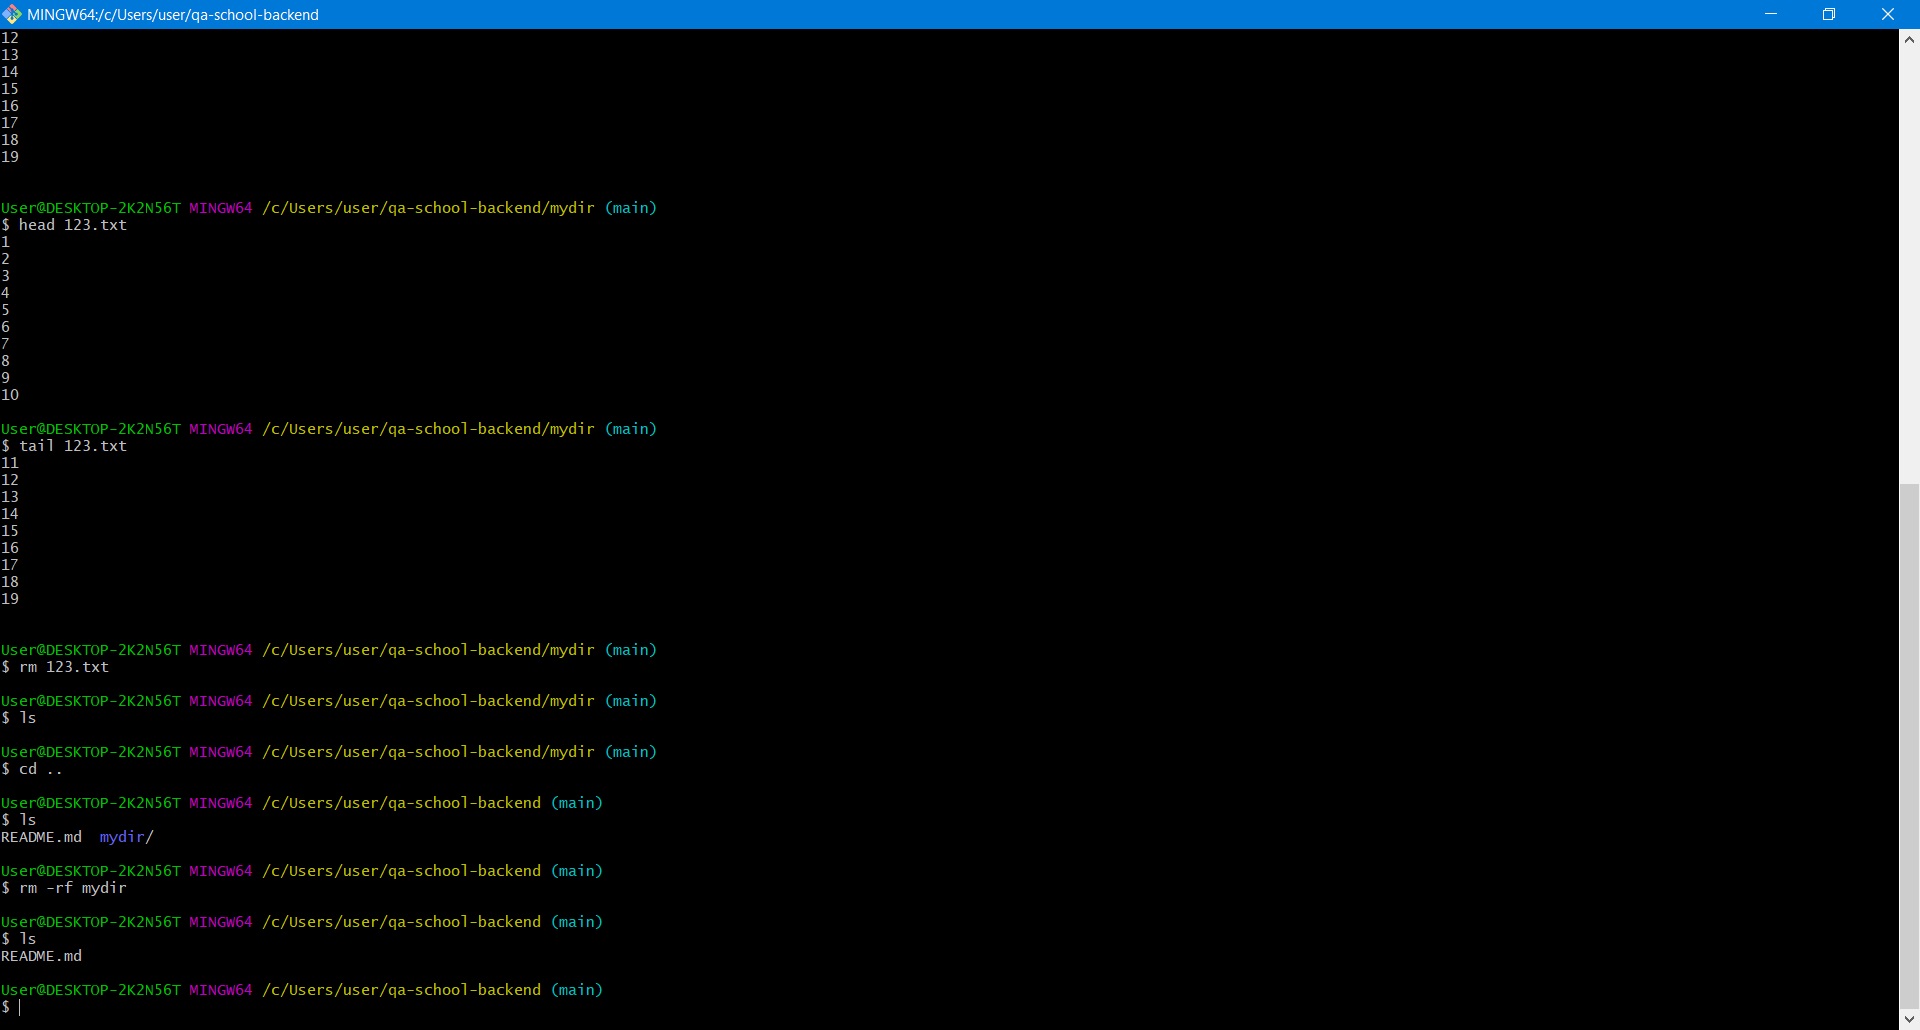 MINGW64:/c/Users/user/qa-school-backend
12
13
14
15
16
17
18
19
User@DESKTOP-2K2N56T MINGW64 /c/Users/user/qa-school-backend/mydir (main)
$ head 123.txt
1
2
3
4
5
6
7
8
9
10
User@DESKTOP-2K2N56T MINGW64 /c/Users/user/qa-school-backend/mydir (main)
$ tail 123.txt
11
12
13
14
15
16
17
18
19
User@DESKTOP-2K2N56T MINGW64 /c/Users/user/qa-school-backend/mydir (main)
$ rm 123.txt
User@DESKTOP-2K2N56T MINGW64 /c/Users/user/qa-school-backend/mydir (main)
$ ls
User@DESKTOP-2K2N56T MINGW64 /c/Users/user/qa-school-backend/mydir (main)
$ cd ..
User@DESKTOP-2K2N56T MINGW64 /c/Users/user/qa-school-backend (main)
$ ls
README.md  mydir/
User@DESKTOP-2K2N56T MINGW64 /c/Users/user/qa-school-backend (main)
$ rm -rf mydir
User@DESKTOP-2K2N56T MINGW64 /c/Users/user/qa-school-backend (main)
$ ls
README.md
User@DESKTOP-2K2N56T MINGW64 /c/Users/user/qa-school-backend (main)
$